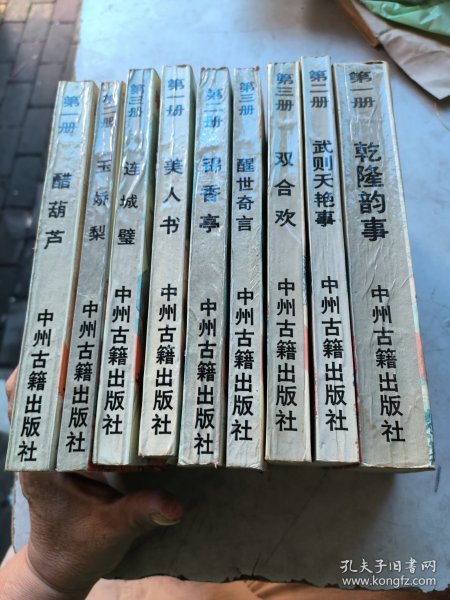 第一册
醋葫芦
中州古籍出版社
玉娇梨
中州古籍出版社
第三册
连城璧
中州古籍出版社
第一册
美人书
中州古籍出版社
第二册
锦香亭
中州古籍出版社
第三册
醒世奇言
中州古籍出版社
第三册
双合欢
中州古籍出版社
第二册
武则天艳事
中州古籍出版社
第一册
乾隆韵事
中州古籍出版社
孔夫子旧书网
www.kongfz.com